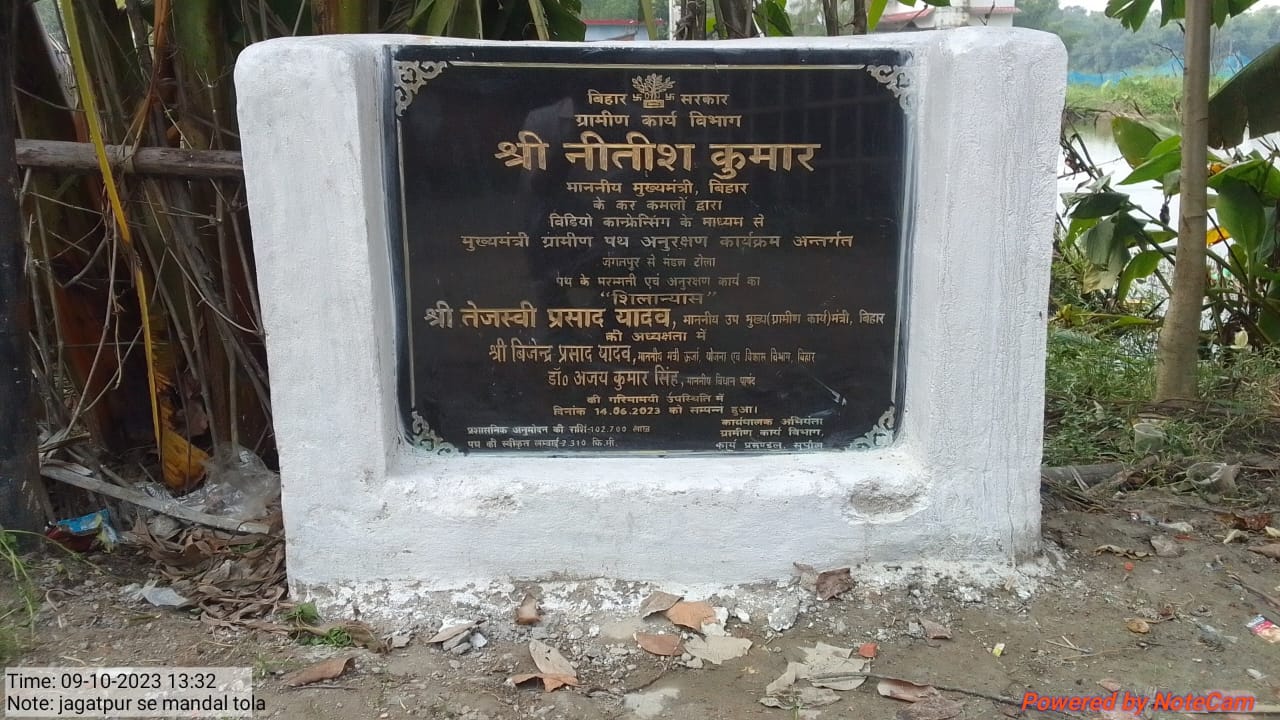 बिहार सरकार
ग्रामीण कार्य विभाग
श्री नीतीश कुमार
माननीय मुख्यमंत्री, बिहार
के कर कमलों द्वारा
विडियो कान्फ्रेन्सिंग के माध्यम से
मुख्यमंत्री ग्रामीण पथ अनुरक्षण कार्यक्रम अन्तर्गत
जगतपुर से मंडल टोला
पथ के मरम्मती एवं अनुरक्षण कार्य का
"शिलान्यास"
श्री तेजस्वी प्रसाद यादव, माननीय उप मुख्य(ग्रामीण कार्य)मंत्री, बिहार
की अध्यक्षता में
श्री बिजेन्द्र प्रसाद यादव, माननीय मंत्री ऊर्जा, योजना एवं विकास विभाग, बिहार
डॉ० अजय कुमार सिंह, माननीय विधान पार्षद
की गरिमामयी उपस्थिति में
दिनांक 14.06.2023 को सम्पन्न हुआ।
प्रशासनिक अनुमोदन की राशि-102.700 लाख
पथ की स्वीकृत लम्बाई-2.310 कि.मी.
कार्यपालक अभियंता
ग्रामीण कार्य विभाग,
कार्य प्रमण्डल, सुपौल
Time: 09-10-2023 13:32
Note: jagatpur se mandal tola
Powered by NoteCam